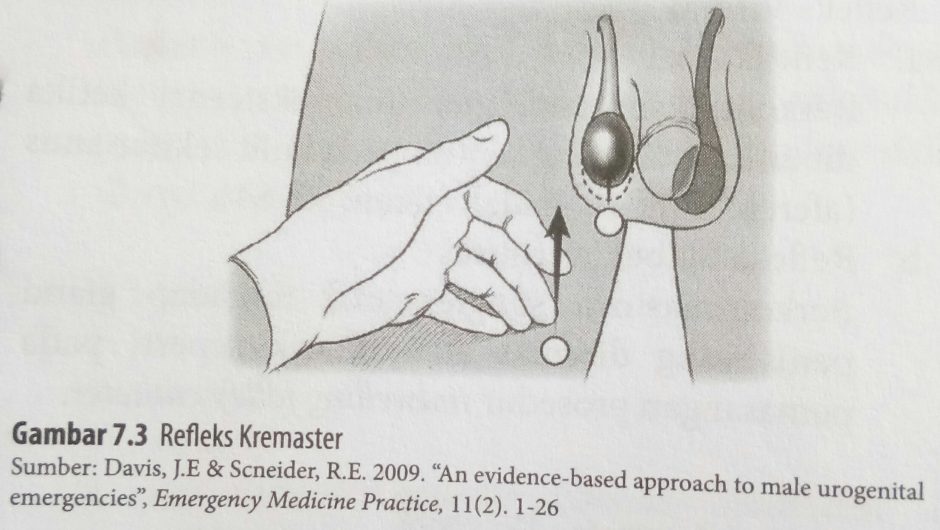 Gambar 7.3 Refleks Kremaster
Sumber: Davis, J.E & Scneider, R.E. 2009. “An evidence-based approach to male urogenital
emergencies”, Emergency Medicine Practice, 11(2). 1-26